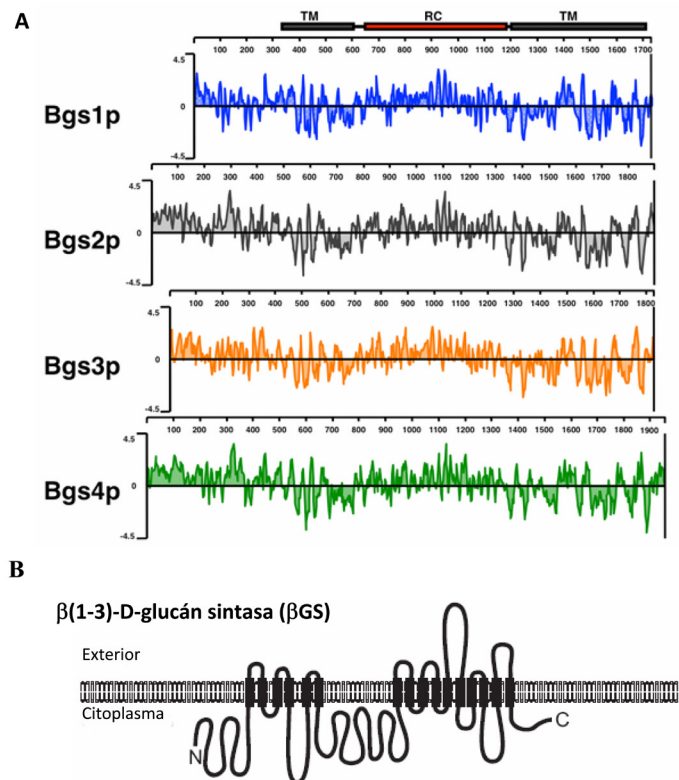 A
TM RC TM
100 200 300 400 500 600 700 800 900 1000 1100 1200 1300 1400 1500 1600 1700
4.5
Bgs1p
0
-4.5
100 200 300 400 500 600 700 800 900 1000 1100 1200 1300 1400 1500 1600 1700 1800
4.5
Bgs2p
0
-4.5
100 200 300 400 500 600 700 800 900 1000 1100 1200 1300 1400 1500 1600 1700 1800
4.5
Bgs3p
0
-4.5
100 200 300 400 500 600 700 800 900 1000 1100 1200 1300 1400 1500 1600 1700 1800 1900
4.5
Bgs4p
0
-4.5
B
β(1-3)-D-glucán sintasa (βGS)
Exterior
Citoplasma
N
C